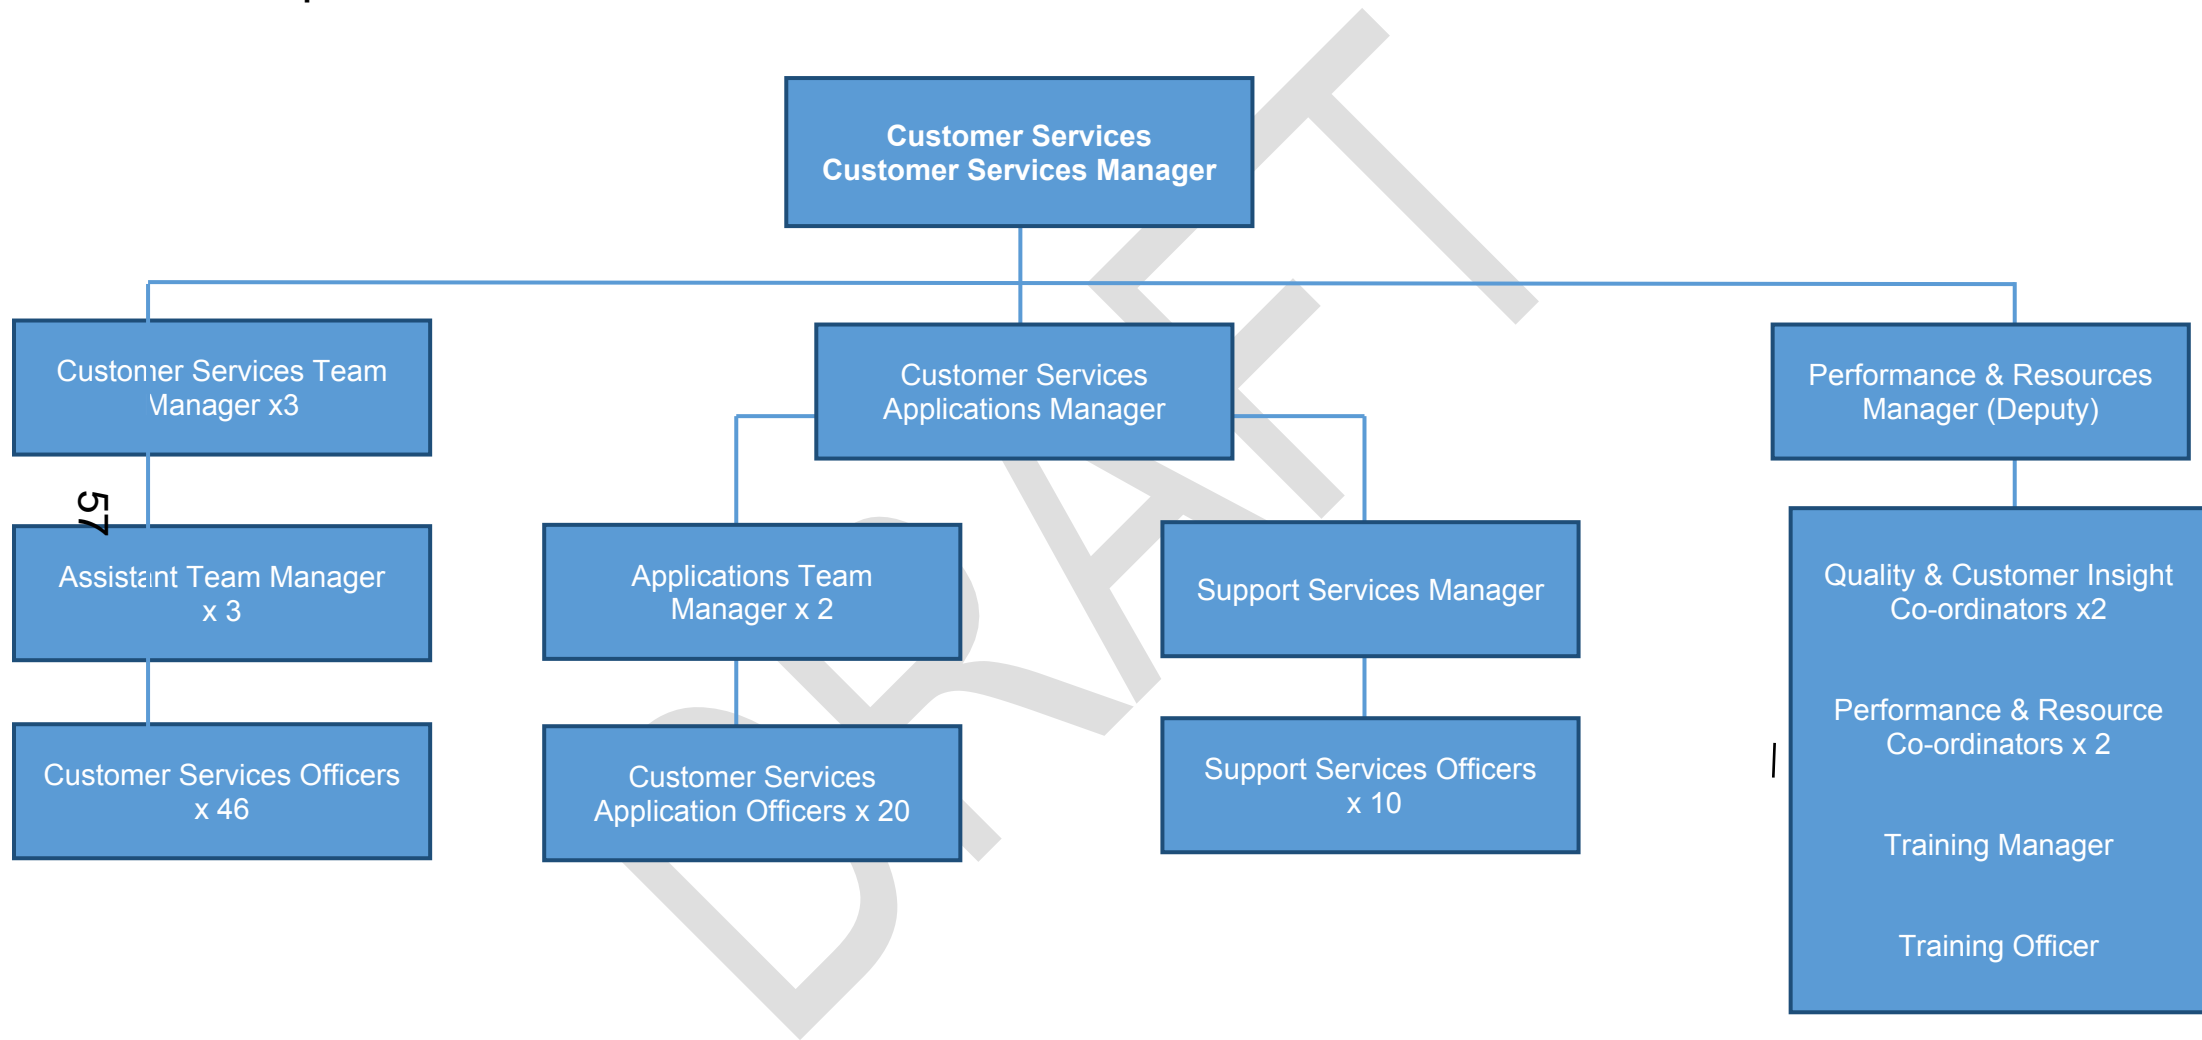 Customer Services
Customer Services Manager
Customer Services Team
Manager x3
Customer Services
Applications Manager
Performance & Resources
Manager (Deputy)
57
Assistant Team Manager
x 3
Applications Team
Manager x 2
Support Services Manager
Quality & Customer Insight
Co-ordinators x2
Performance & Resource
Co-ordinators x 2
Training Manager
Training Officer
Customer Services Officers
x 46
Customer Services
Application Officers x 20
Support Services Officers
x 10
DRAFT